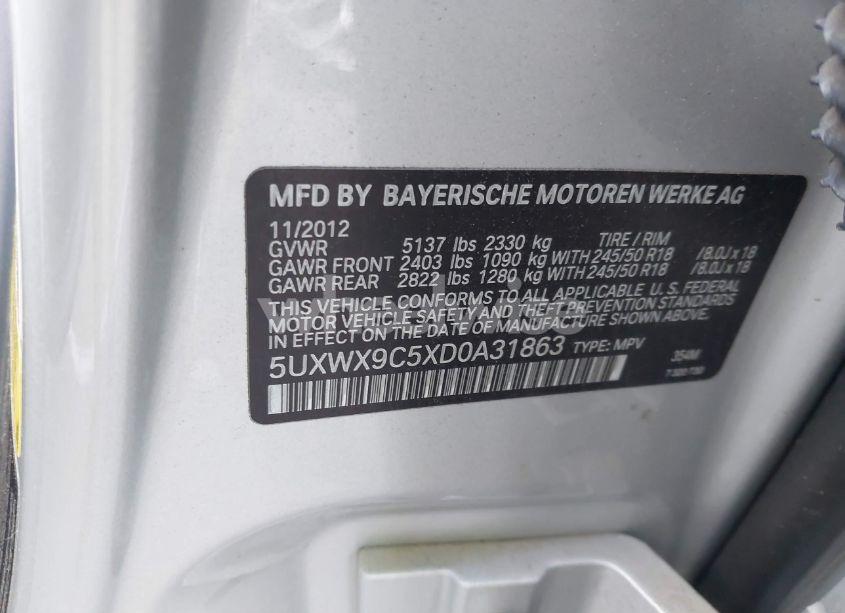 MFD BY BAYERISCHE MOTOREN WERKE AG
11/2012
GVWR 5137 lbs 2330 kg TIRE / RIM
GAWR FRONT 2403 lbs 1090 kg WITH 245/50 R18 /8.0J x 18
GAWR REAR 2822 lbs 1280 kg WITH 245/50 R18 /8.0J x 18
THIS VEHICLE CONFORMS TO ALL APPLICABLE U. S. FEDERAL
MOTOR VEHICLE SAFETY AND THEFT PREVENTION STANDARDS
IN EFFECT ON THE DATE OF MANUFACTURE SHOWN ABOVE.
5UXWX9C5XD0A31863 TYPE: MPV 354M